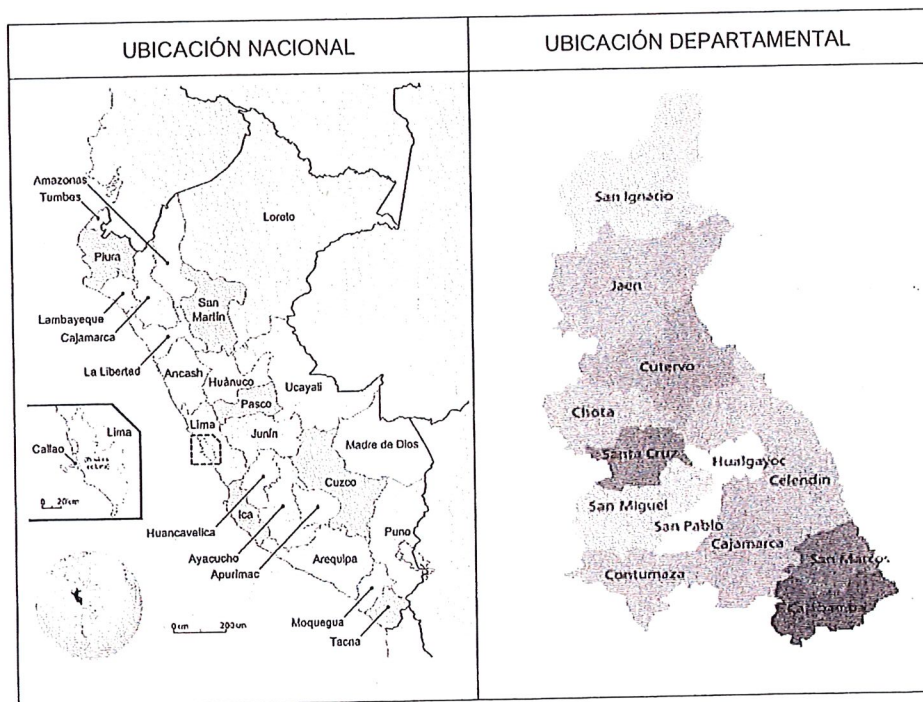 UBICACIÓN NACIONAL
UBICACIÓN DEPARTAMENTAL
Amazonas
Tumbes
Loreto
Piura
San
Martín
Lambayeque
Cajamarca
La Libertad
Ancash
Huánuco
Ucayali
Pasco
Lima
Junín
Madre de Dios
Callao
Lima
Cuzco
Huancavelica
Ica
Puno
Ayacucho
Apurimac
Arequipa
Moquegua
Tacna
San Ignacio
Jaen
Cutervo
Chota
Santa Cruz
Hualgayoc
Celendin
San Miguel
San Pablo
Cajamarca
San Marcos
Contumaza
Cajabamba